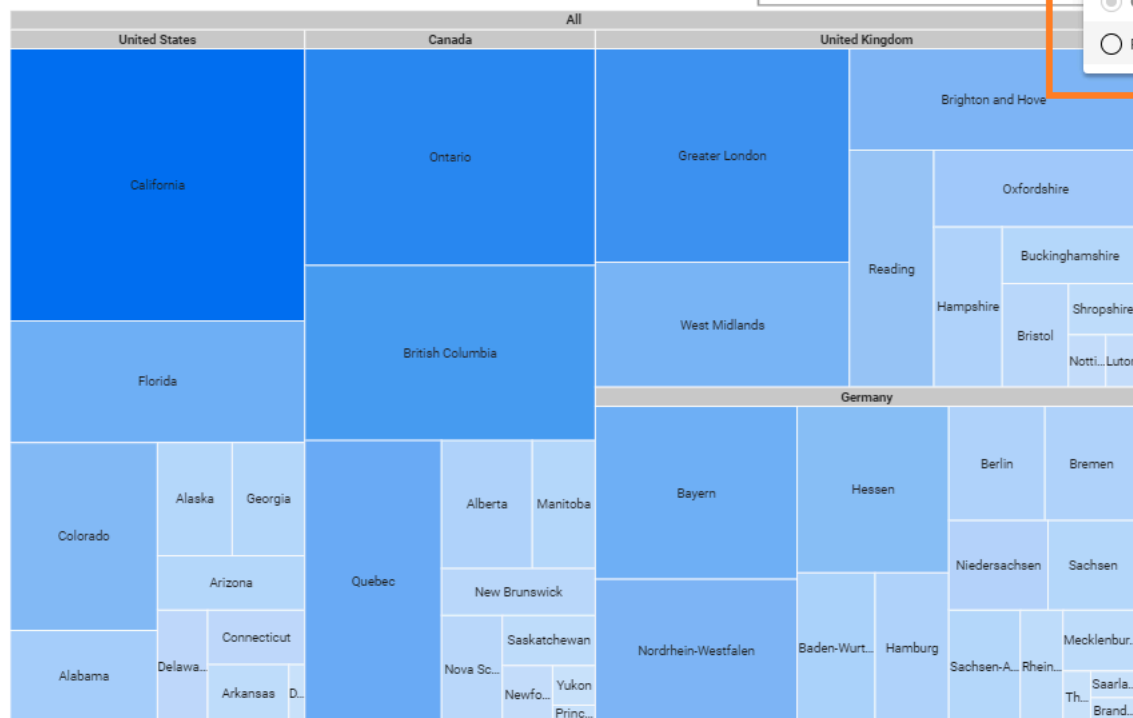 All
United States
Canada
United Kingdom
California
Florida
Colorado
Alaska
Georgia
Arizona
Connecticut
Delawa...
Arkansas
D...
Alabama
Ontario
British Columbia
Quebec
Alberta
Manitoba
New Brunswick
Nova Sc...
Saskatchewan
Newfo...
Yukon
Princ...
Greater London
West Midlands
Brighton and Hove
Reading
Oxfordshire
Hampshire
Buckinghamshire
Bristol
Shropshire
Notti...
Luton
Germany
Bayern
Nordrhein-Westfalen
Hessen
Baden-Wurt...
Hamburg
Berlin
Bremen
Niedersachsen
Sachsen
Sachsen-A...
Rhein...
Mecklenbur...
Th...
Saarla...
Brand...